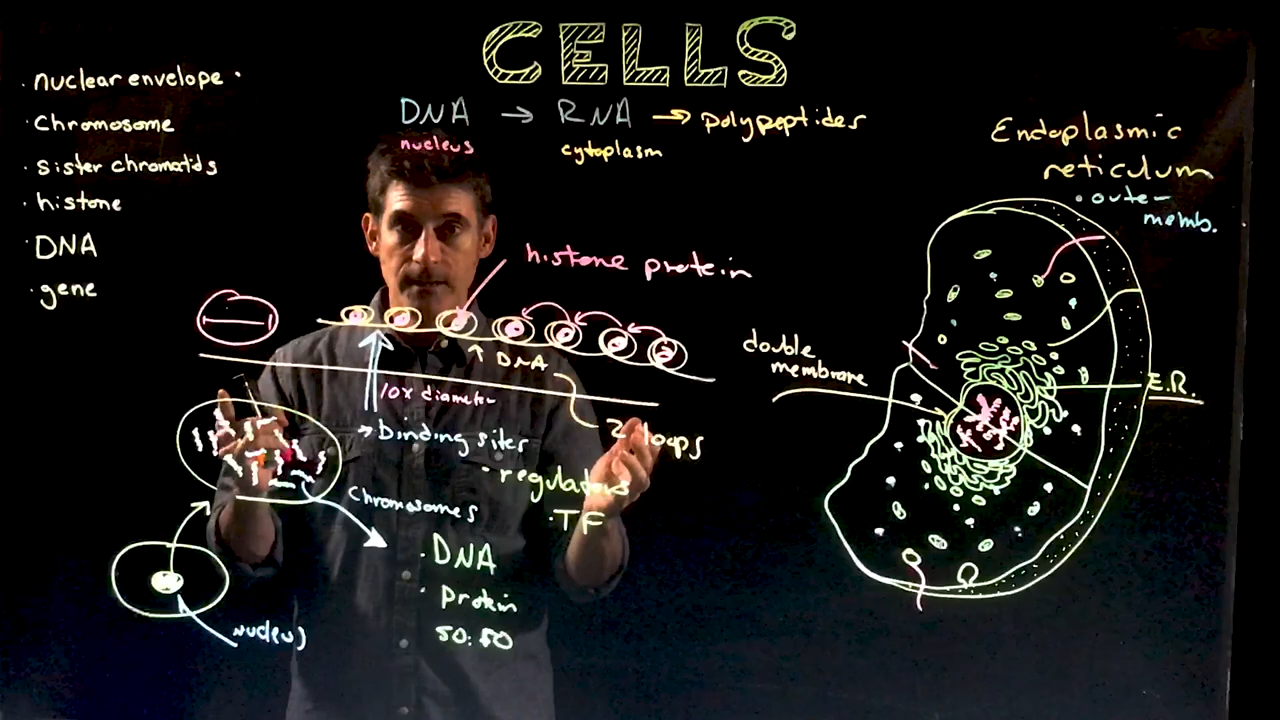 CELLS
DNA → RNA → polypeptides
nucleus
cytoplasm
· nuclear envelope ·
· Chromosome
· Sister chromatids
· histone
· DNA
· gene
histone protein
↑ DNA
2 loops
10x diameter
→ binding sites
· regulators
· TF
chromosomes
· DNA
· protein
50:50
nucleus
Endoplasmic
reticulum
· outer
memb.
double
membrane
E.R.